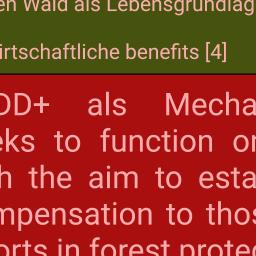 en Wald als Lebensgrundlag
irtschaftliche benefits [4]
DD+ als Mecha
eks to function or
h the aim to esta
mpensation to thos
orts in forest protec